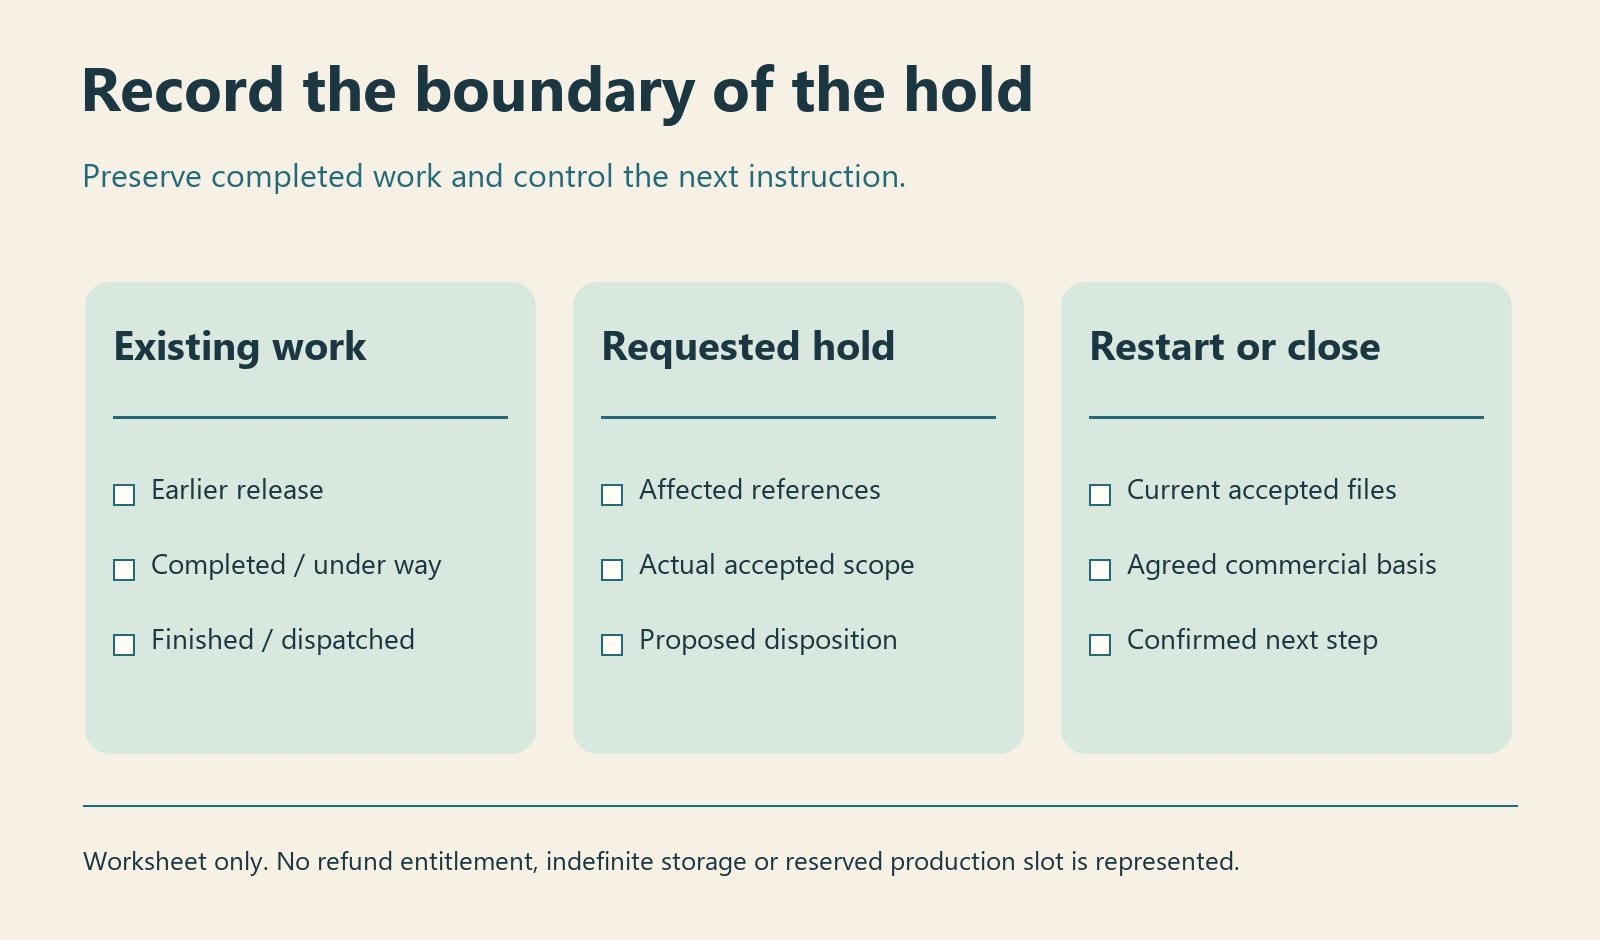 Record the boundary of the hold
Preserve completed work and control the next instruction.
Existing work
Earlier release
Completed / under way
Finished / dispatched
Requested hold
Affected references
Actual accepted scope
Proposed disposition
Restart or close
Current accepted files
Agreed commercial basis
Confirmed next step
Worksheet only. No refund entitlement, indefinite storage or reserved production slot is represented.